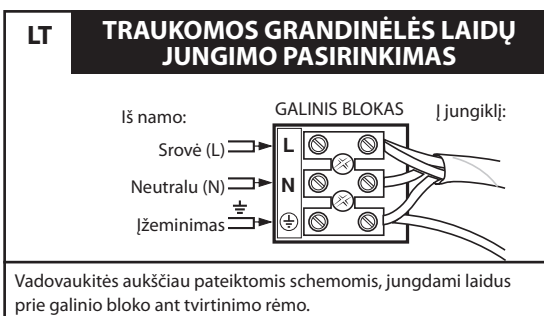 LT
TRAUKOMOS GRANDINĖLĖS LAIDŲ
JUNGIMO PASIRINKIMAS
Iš namo:
GALINIS BLOKAS
Į jungiklį:
Srovė (L)
L
Neutralu (N)
N
Įžeminimas
Vadovaukitės aukščiau pateiktomis schemomis, jungdami laidus
prie galinio bloko ant tvirtinimo rėmo.